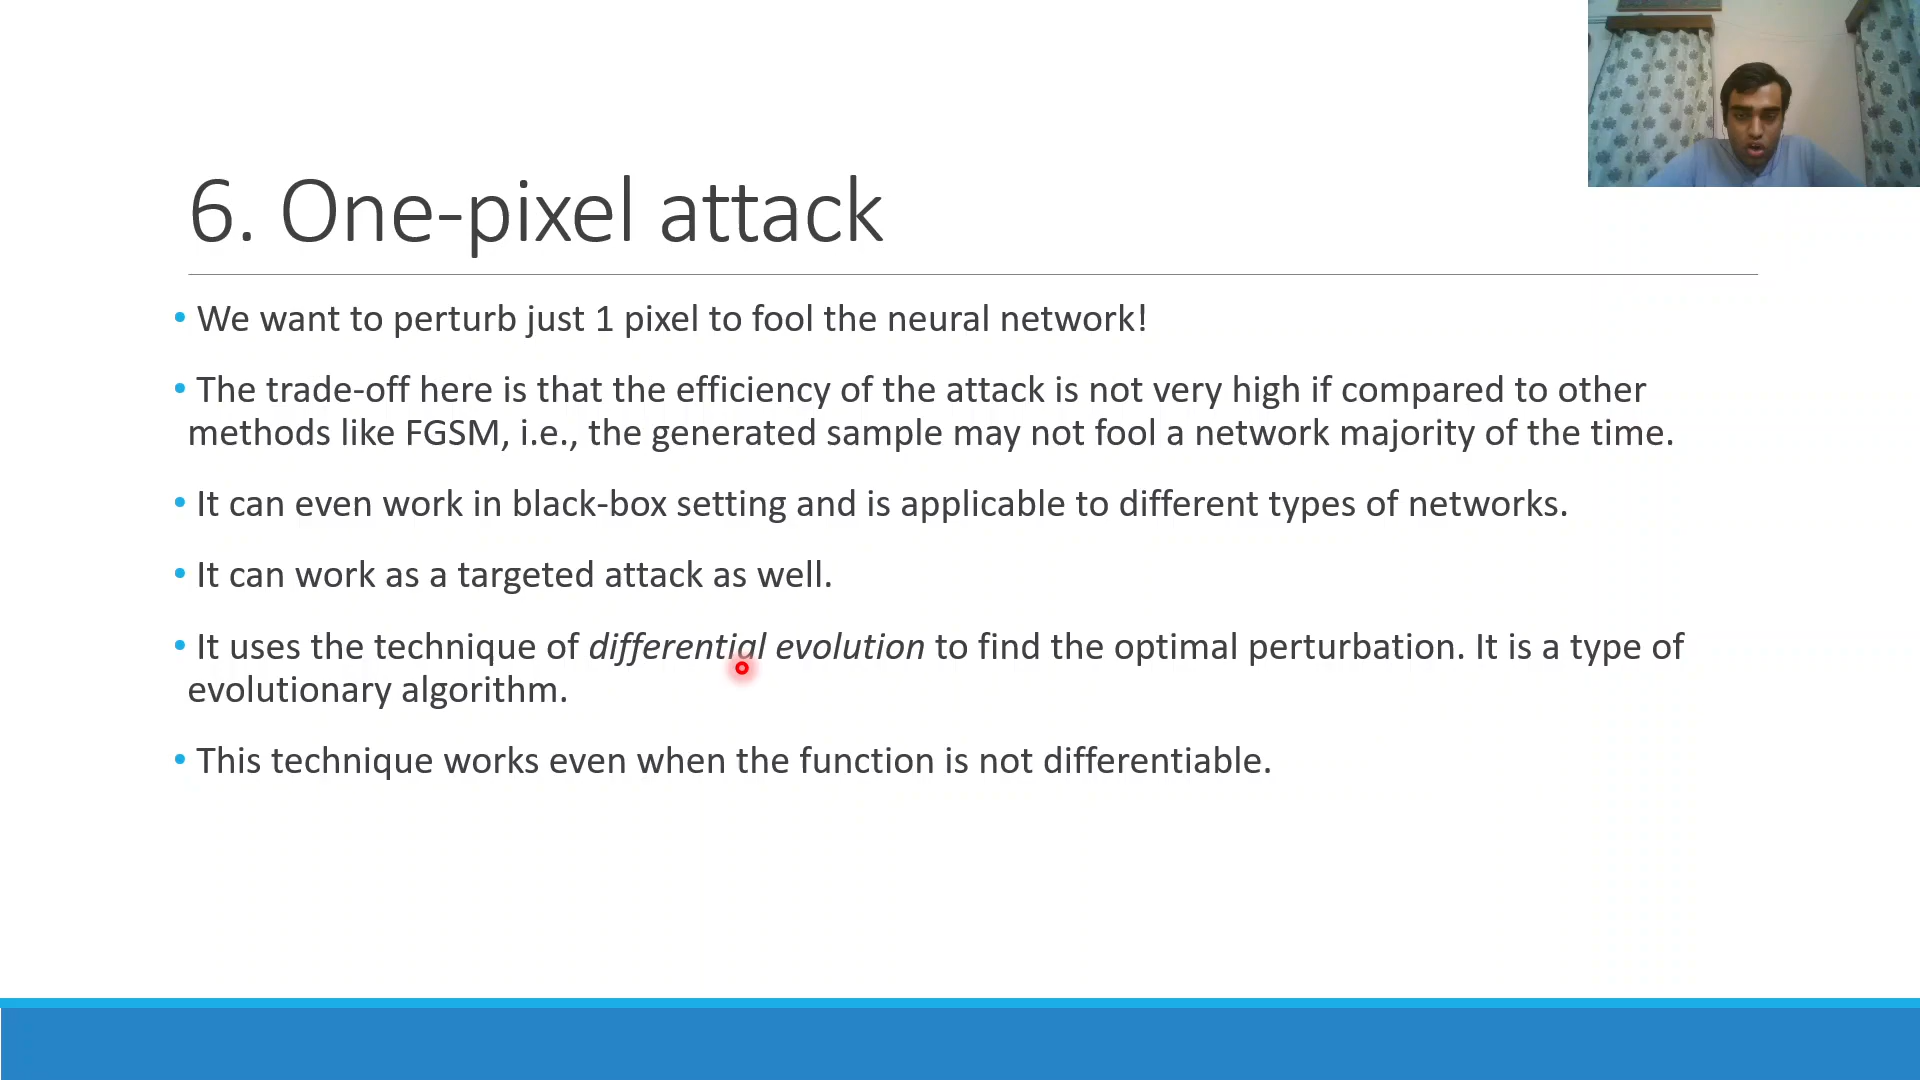 6. One-pixel attack
• We want to perturb just 1 pixel to fool the neural network!
• The trade-off here is that the efficiency of the attack is not very high if compared to other
methods like FGSM, i.e., the generated sample may not fool a network majority of the time.
• It can even work in black-box setting and is applicable to different types of networks.
• It can work as a targeted attack as well.
• It uses the technique of differential evolution to find the optimal perturbation. It is a type of
evolutionary algorithm.
• This technique works even when the function is not differentiable.